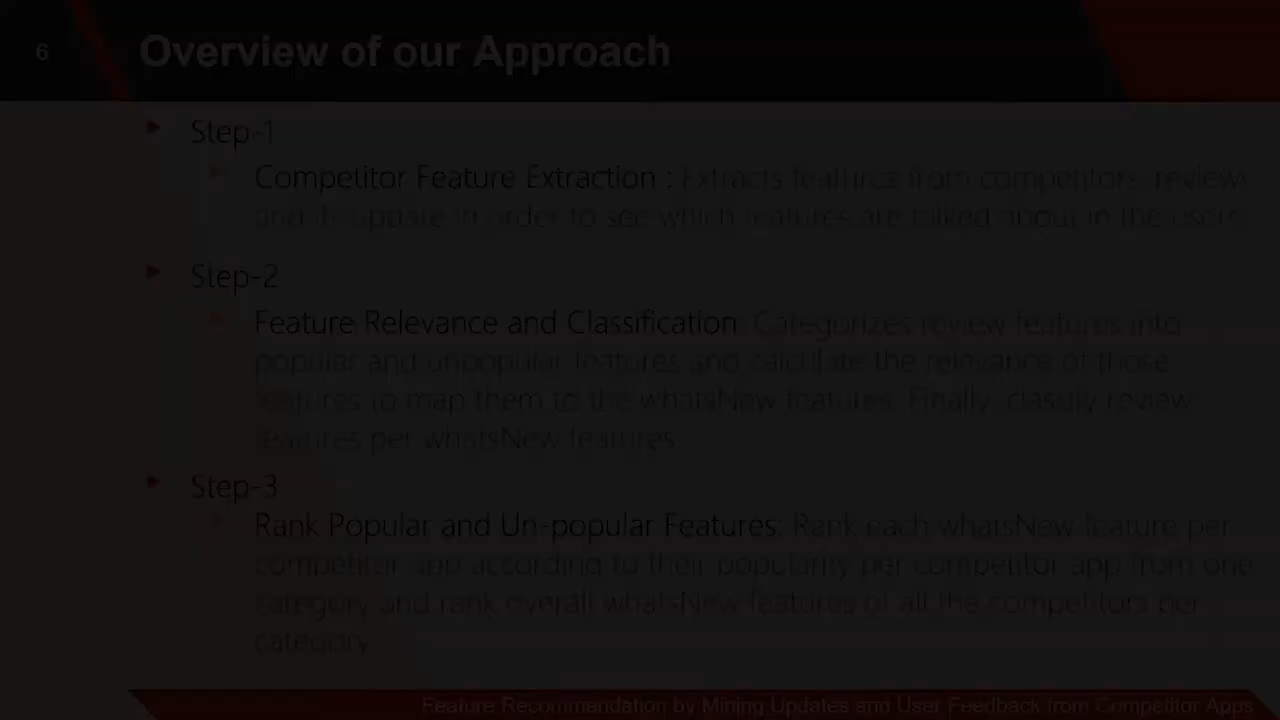 6
Overview of our Approach
Step-1
Competitor Feature Extraction : Extracts features from competitors review
and update in order to see which features are talked about in the users
Step-2
Feature Relevance and Classification: Categorizes review features into
popular and unpopular features and calculate the relevance of those
features to map them to the whatsNew features. Finally, review
features per whatsNew features
Step-3
Rank Popular and Un-popular Features: Rank each whatsNew feature per
competitor app according to their popularity per competitor app from one
category and rank overall whatsNew features of all the competitors per
category
Feature Recommendation by Mining Updates and User Feedback from Competitor Apps